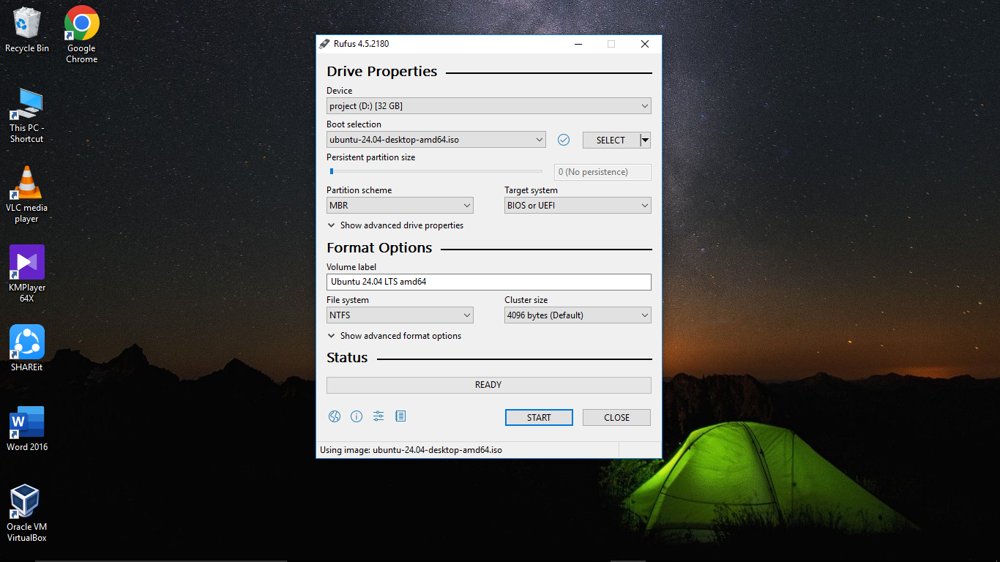 Recycle Bin
Google
Chrome
This PC -
Shortcut
VLC media
player
KMPlayer
64X
SHAREit
W
Word 2016
Oracle VM
VirtualBox
Rufus 4.5.2180
Drive Properties
Device
project (D:) [32 GB]
Boot selection
ubuntu-24.04-desktop-amd64.iso
SELECT
Persistent partition size
0 (No persistence)
Partition scheme
Target system
MBR
BIOS or UEFI
Show advanced drive properties
Format Options
Volume label
Ubuntu 24.04 LTS amd64
File system
Cluster size
NTFS
4096 bytes (Default)
Show advanced format options
Status
READY
START
CLOSE
Using image: ubuntu-24.04-desktop-amd64.iso